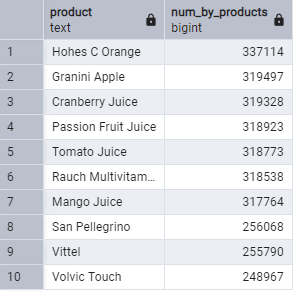 product text num_by_products bigint
1 Hohes C Orange 337114
2 Granini Apple 319497
3 Cranberry Juice 319328
4 Passion Fruit Juice 318923
5 Tomato Juice 318773
6 Rauch Multivitam... 318538
7 Mango Juice 317764
8 San Pellegrino 256068
9 Vittel 255790
10 Volvic Touch 248967